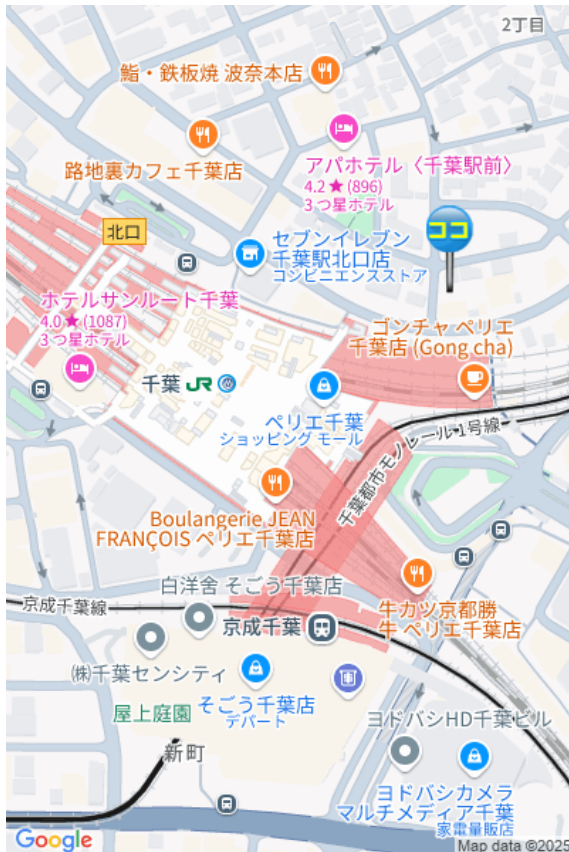 2丁目
鮨・鉄板焼 波奈本店
路地裏カフェ千葉店
アパホテル〈千葉駅前〉
4.2★(896)
3 つ星ホテル
ココ
北口
セブンイレブン
千葉駅北口店
コンビニエンスストア
ホテルサンルート千葉
4.0★(1087)
3 つ星ホテル
ゴンチャ ペリエ
千葉店 (Gong cha)
千葉 JR
ペリエ千葉
ショッピング モール
千葉都市モノレール 1号線
Boulangerie JEAN
FRANÇOIS ペリエ千葉店
白洋舍 そごう千葉店
京成千葉線
京成千葉
牛カツ京都勝
牛 ペリエ千葉店
㈱千葉センシティ
そごう千葉店
デパート
屋上庭園
ヨドバシHD千葉ビル
新町
ヨドバシカメラ
マルチメディア千葉
家電量販店
Google
Map data ©2025